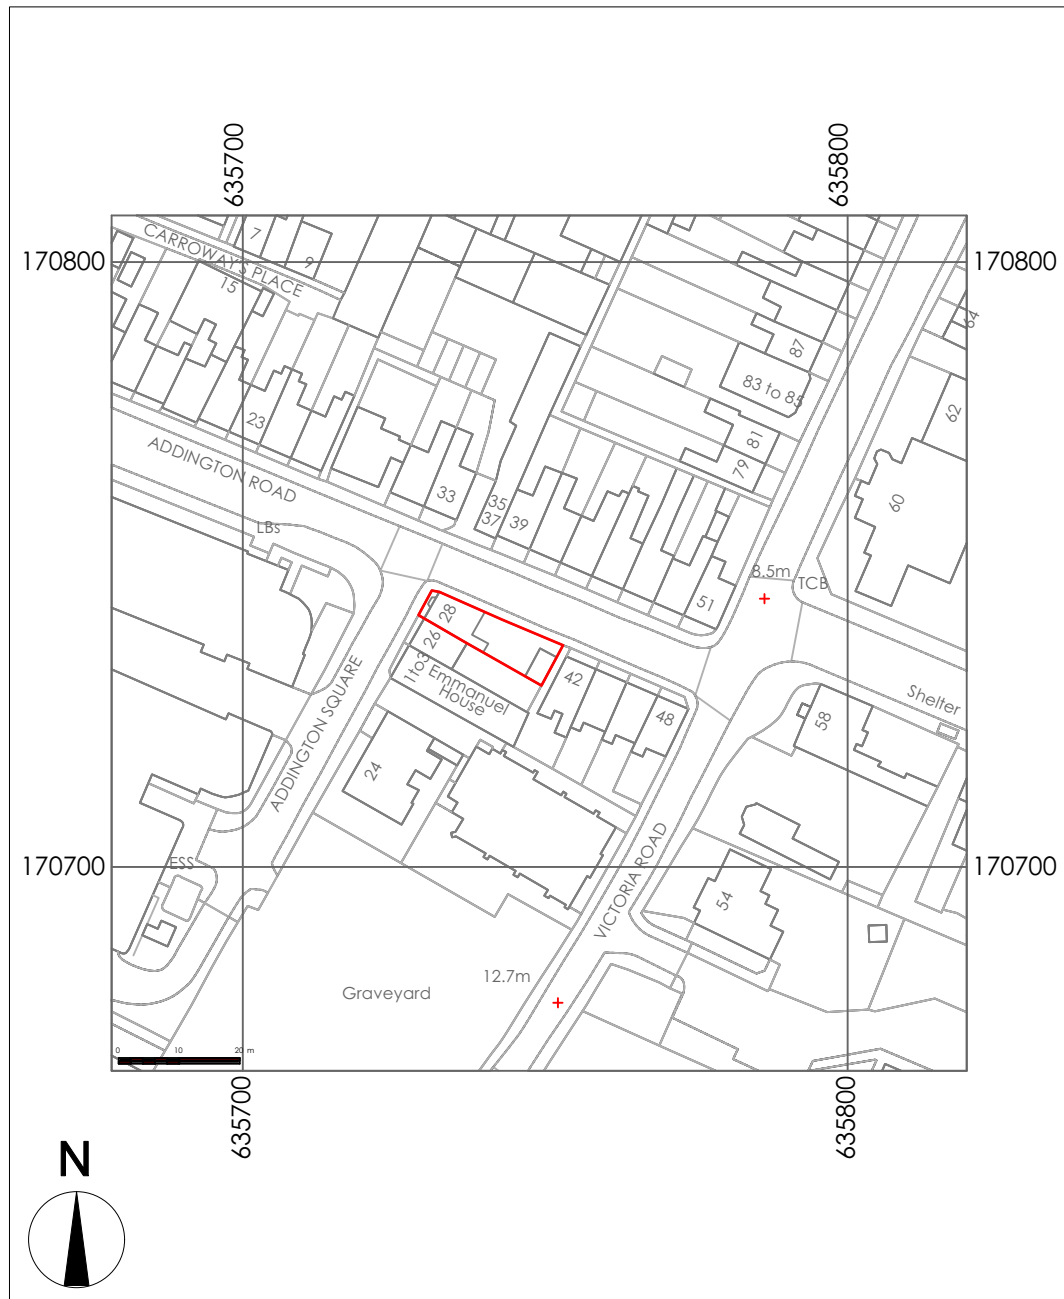 635700
635800
170800
170800
CARROWAY'S PLACE
7
9
15
64
87
83 to 85
62
23
81
79
ADDINGTON ROAD
33
35
37
39
60
LBs
8.5m
TCB
51
28
26
1to3
Emmanuel
House
42
48
ADDINGTON SQUARE
Shelter
58
24
VICTORIA ROAD
170700
170700
ESS
54
12.7m
Graveyard
0 10 20 m
635700
635800
N